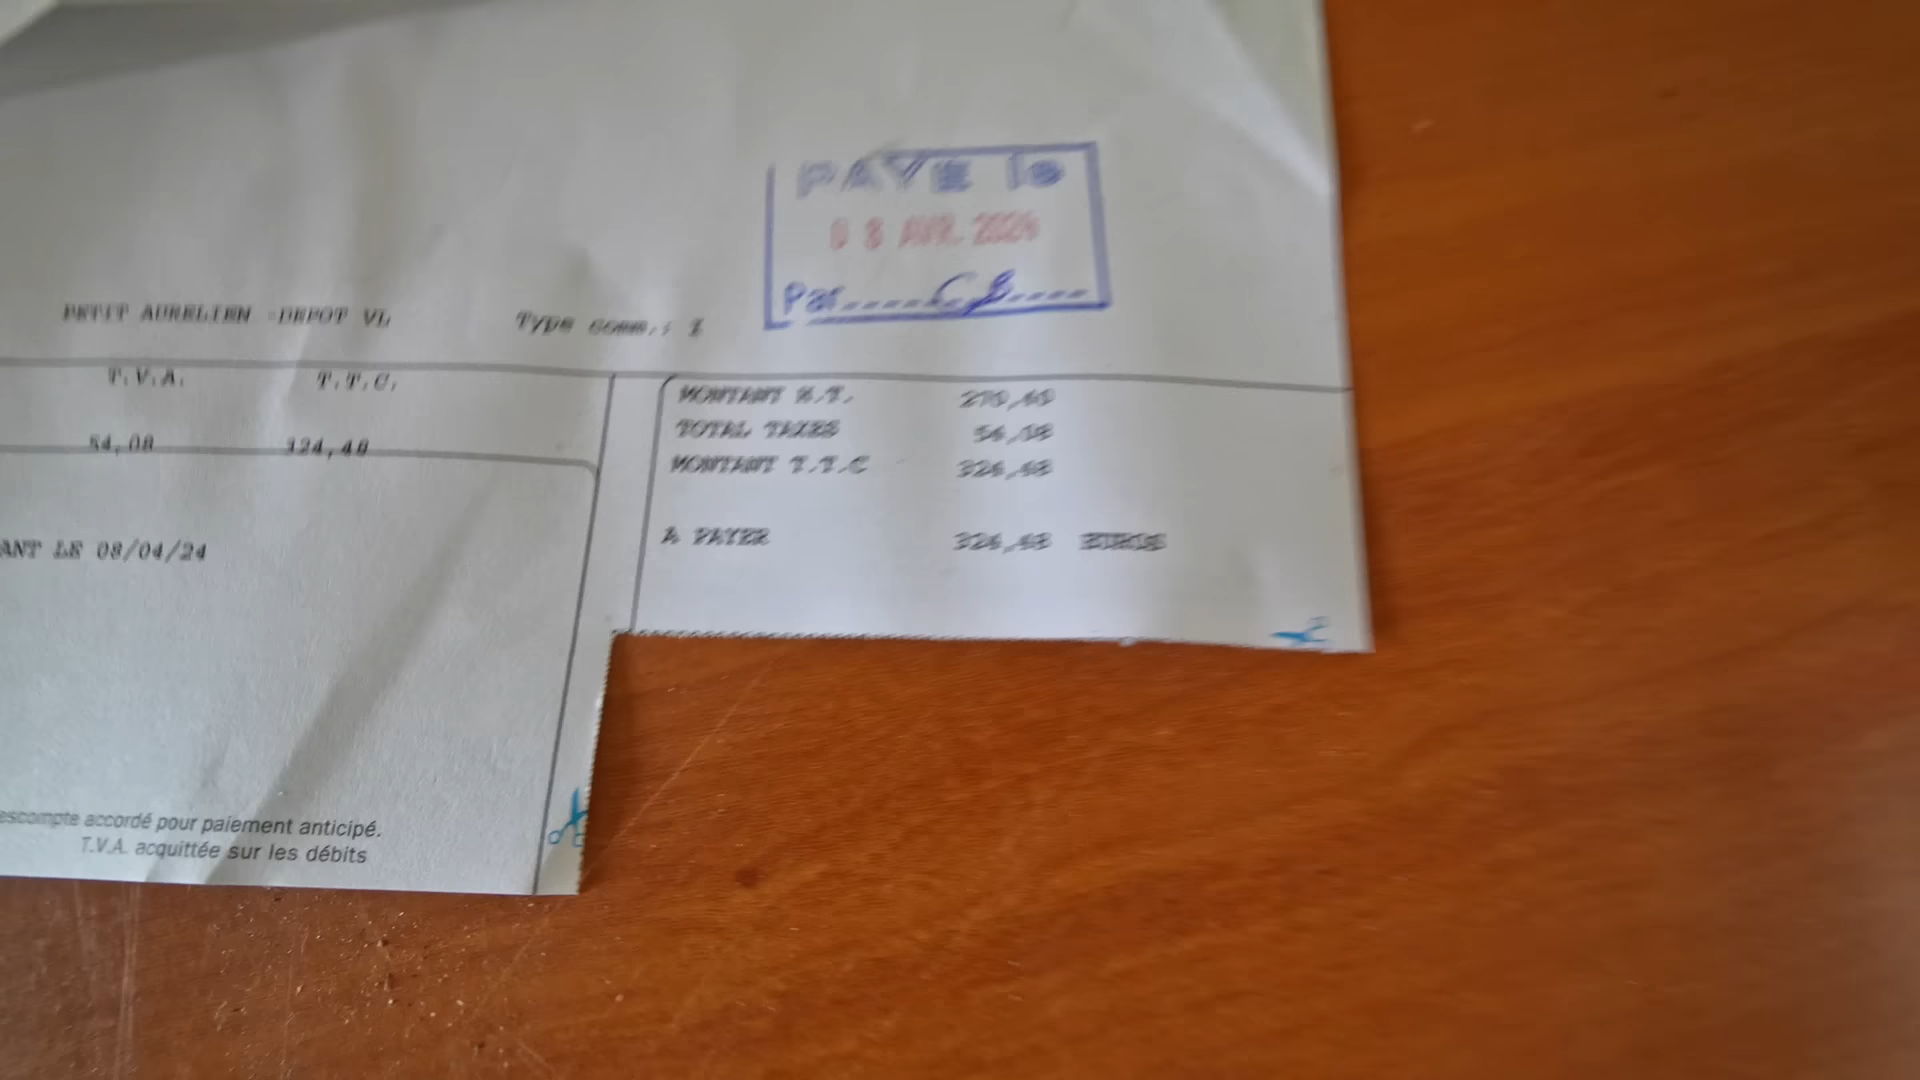 PAYE le
08 AVR. 2024
Par.....CB....
PETIT AURELIEN -DEPOT VL Type comm.: I
T.V.A. T.T.C.
54,08 324,48
MONTANT H.T. 270,40
TOTAL TAXES 54,08
MONTANT T.T.C 324,48
A PAYER 324,48 EUROS
ANT LE 08/04/24
escompte accordé pour paiement anticipé.
T.V.A. acquittée sur les débits